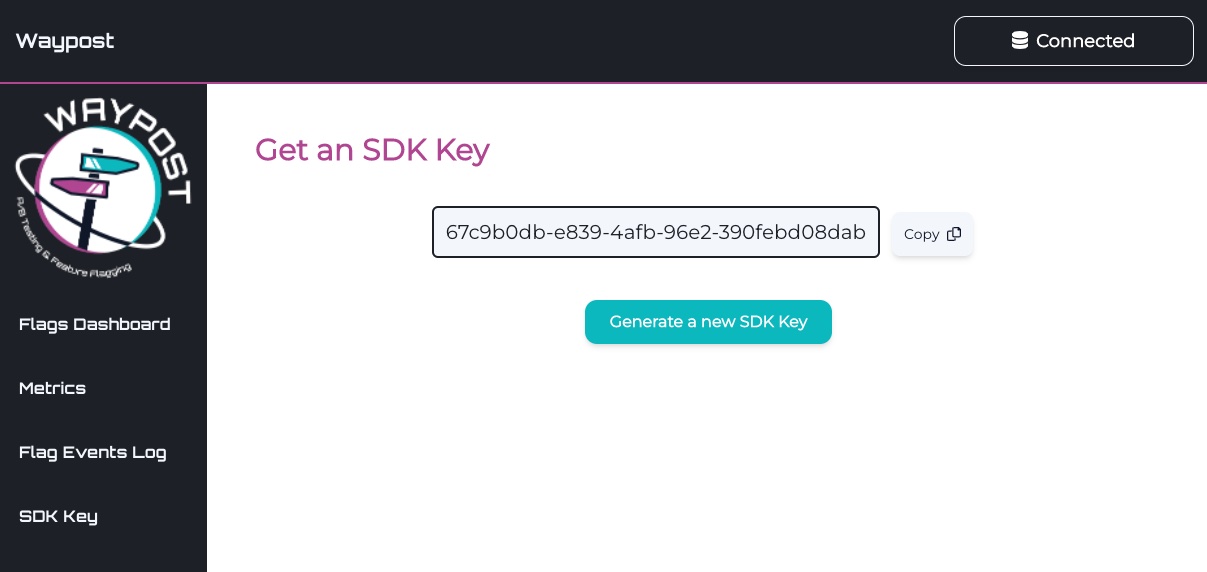 Waypost
Connected
WAYPOST
A/B Testing & Feature Flagging
Flags Dashboard
Metrics
Flag Events Log
SDK Key
Get an SDK Key
67c9b0db-e839-4afb-96e2-390febd08dab
Copy
Generate a new SDK Key